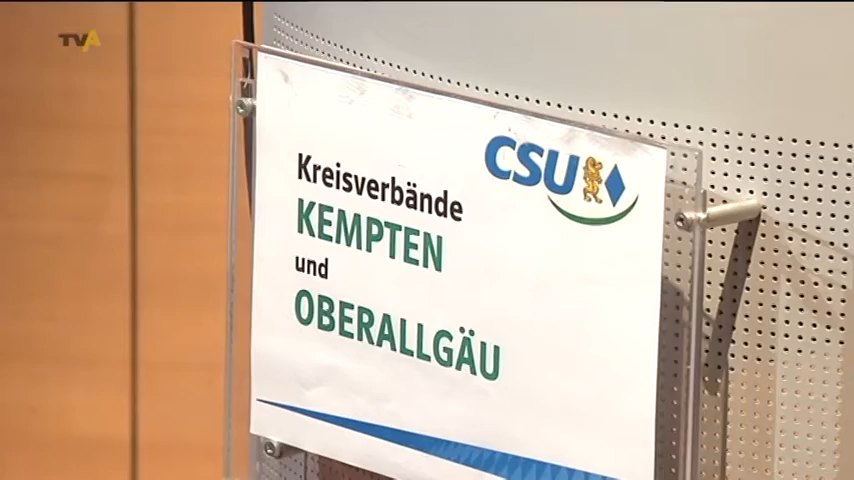 TVA
CSU
Kreisverbände
KEMPTEN
und
OBERALLGÄU